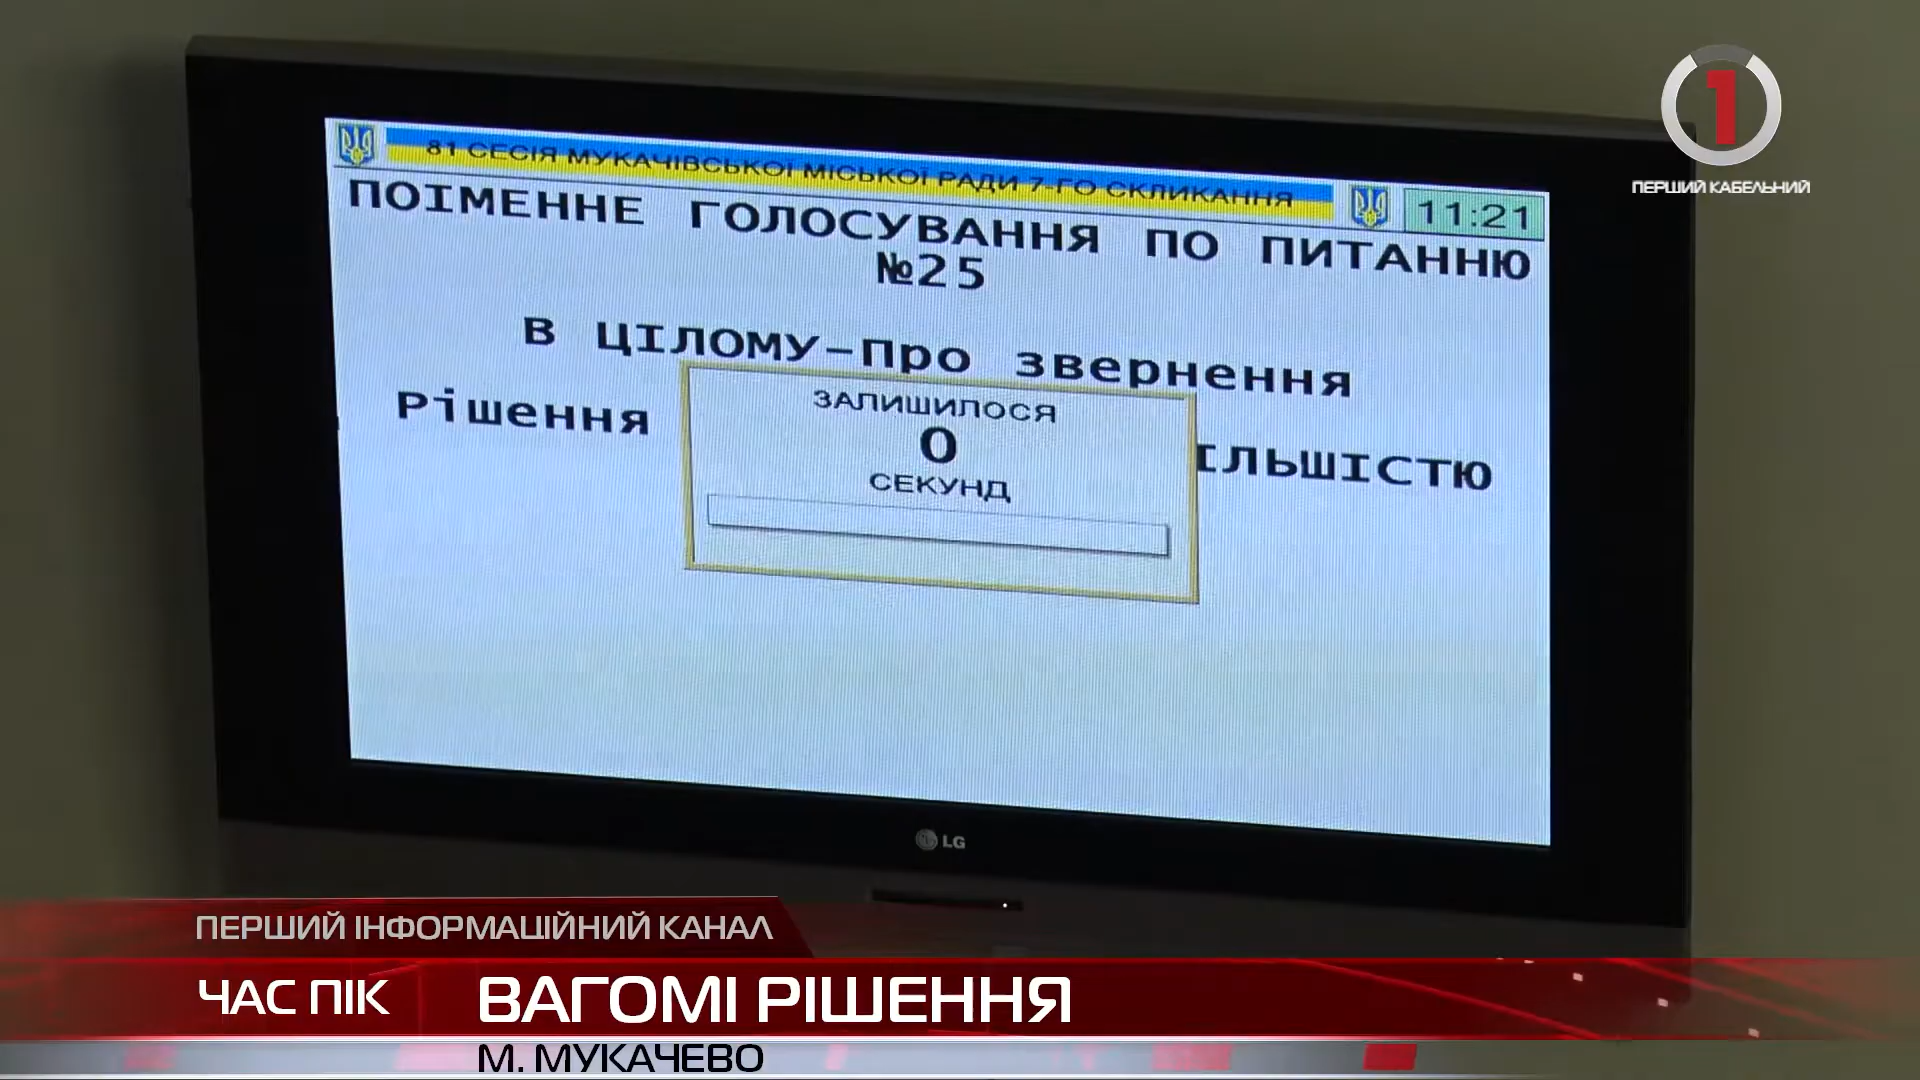 1
ПЕРШИЙ КАБЕЛЬНИЙ
81 СЕСІЯ МУКАЧІВСЬКОЇ МІСЬКОЇ РАДИ 7-ГО СКЛИКАННЯ
11:21
ПОІМЕННЕ ГОЛОСУВАННЯ ПО ПИТАННЮ
№25
В ЦІЛОМУ-Про звернення
Рішення ІЛЬШІСТЮ
ЗАЛИШИЛОСЯ
0
СЕКУНД
LG
ПЕРШИЙ ІНФОРМАЦІЙНИЙ КАНАЛ
ЧАС ПІК ВАГОМІ РІШЕННЯ
М. МУКАЧЕВО